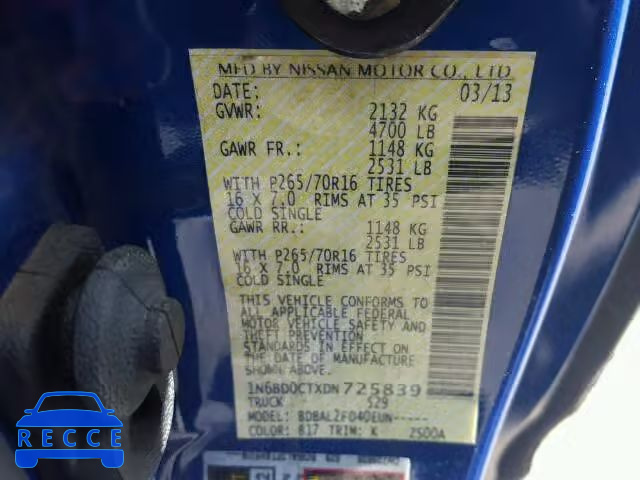 MFD BY NISSAN MOTOR CO., LTD.
DATE: 03/13
GVWR: 2132 KG
4700 LB
GAWR FR.: 1148 KG
2531 LB
WITH P265/70R16 TIRES
16 X 7.0 RIMS AT 35 PSI
COLD SINGLE
GAWR RR.: 1148 KG
2531 LB
WITH P265/70R16 TIRES
16 X 7.0 RIMS AT 35 PSI
COLD SINGLE
THIS VEHICLE CONFORMS TO
ALL APPLICABLE FEDERAL
MOTOR VEHICLE SAFETY AND
THEFT PREVENTION
STANDARDS IN EFFECT ON
THE DATE OF MANUFACTURE
SHOWN ABOVE.
1N6BD0CTXDN725839
TRUCK 529
MODEL: BDBAL2FD40EUN------
COLOR: B17 TRIM: K 2500A
RECCE